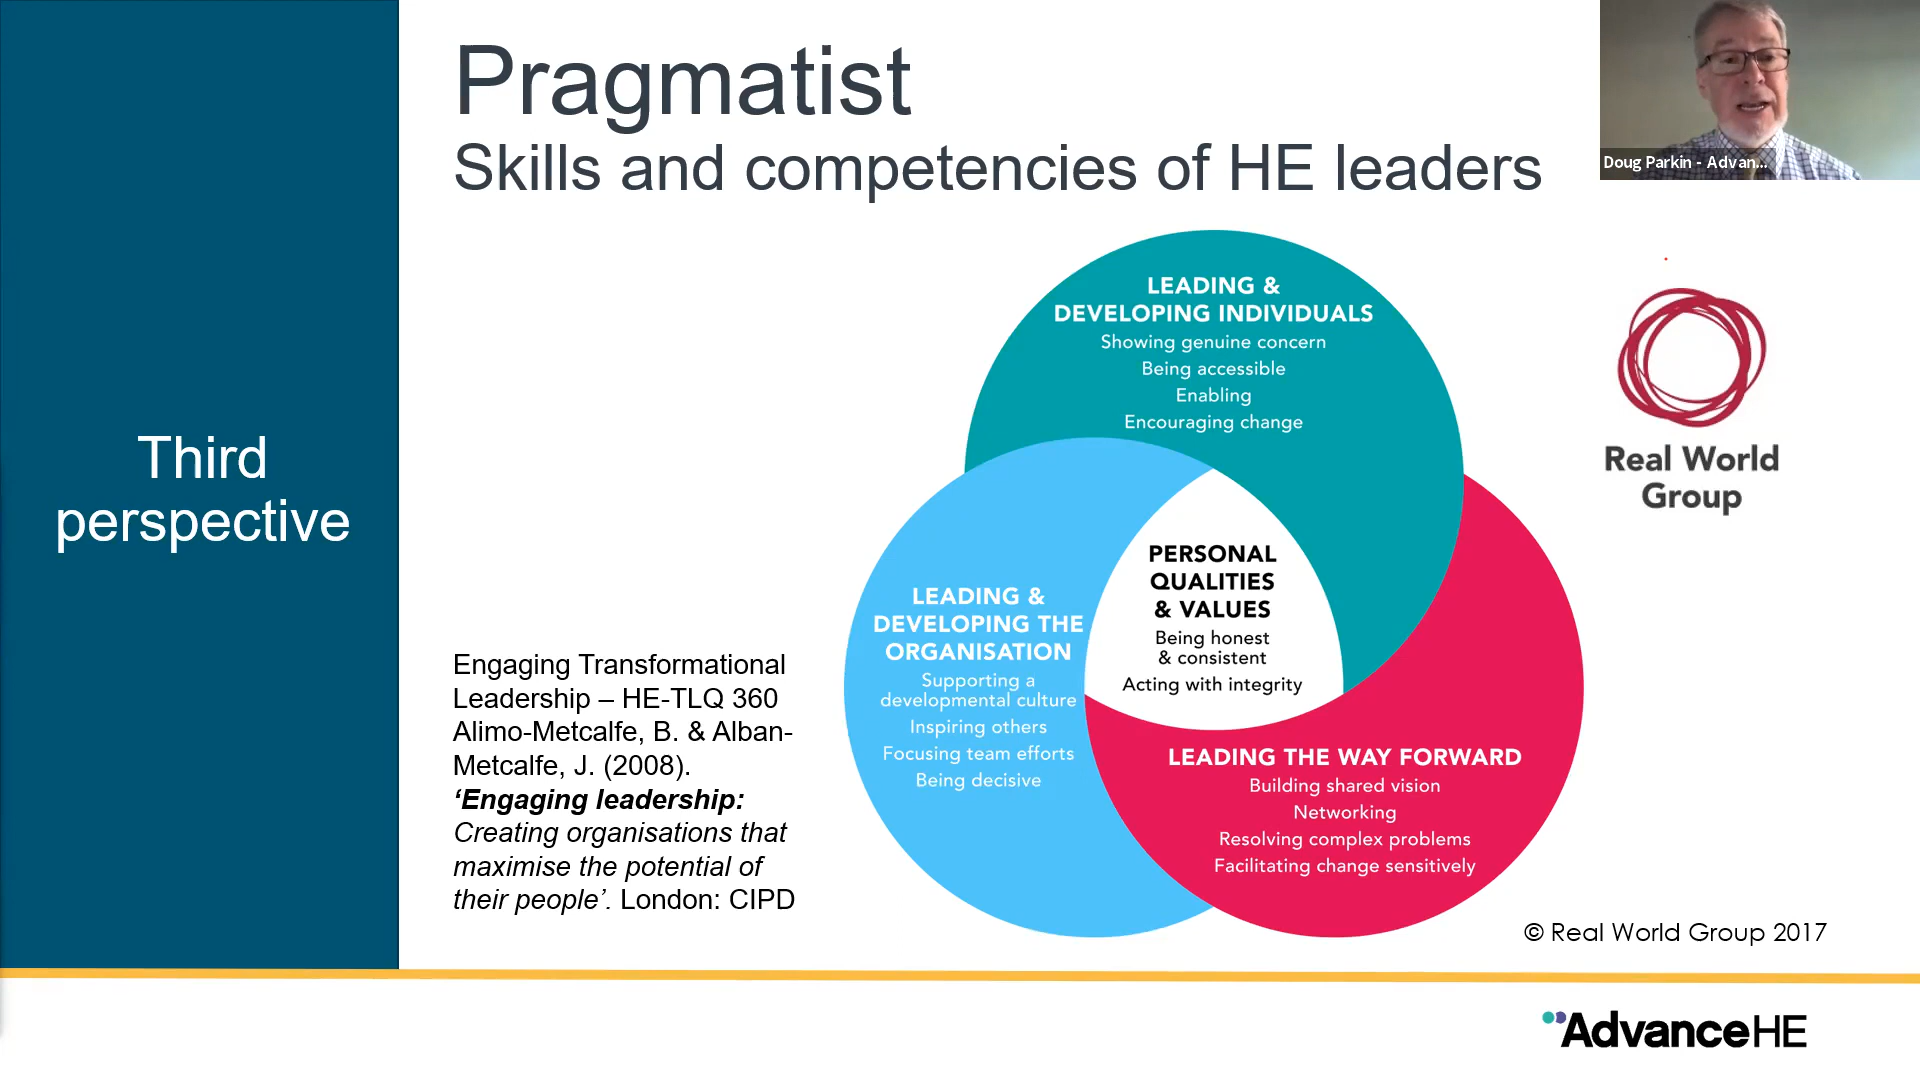 Pragmatist
Skills and competencies of HE leaders
Doug Parkin - Advan...
Third
perspective
LEADING &
DEVELOPING INDIVIDUALS
Showing genuine concern
Being accessible
Enabling
Encouraging change
Real World
Group
PERSONAL
QUALITIES
& VALUES
Being honest
& consistent
Acting with integrity
LEADING &
DEVELOPING THE
ORGANISATION
Supporting a
developmental culture
Inspiring others
Focusing team efforts
Being decisive
LEADING THE WAY FORWARD
Building shared vision
Networking
Resolving complex problems
Facilitating change sensitively
Engaging Transformational
Leadership – HE-TLQ 360
Alimo-Metcalfe, B. & Alban-
Metcalfe, J. (2008).
‘Engaging leadership:
Creating organisations that
maximise the potential of
their people’. London: CIPD
© Real World Group 2017
AdvanceHE